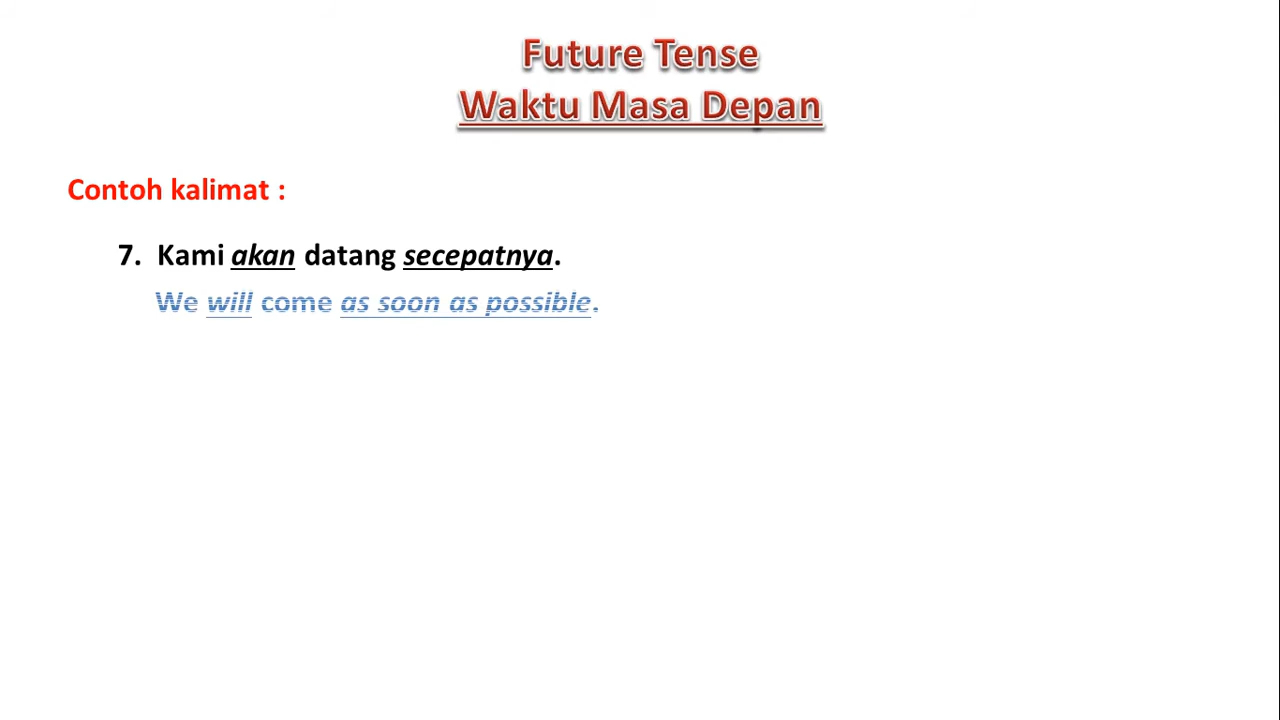 Future Tense
Waktu Masa Depan
Contoh kalimat :
7. Kami akan datang secepatnya.
We will come as soon as possible.